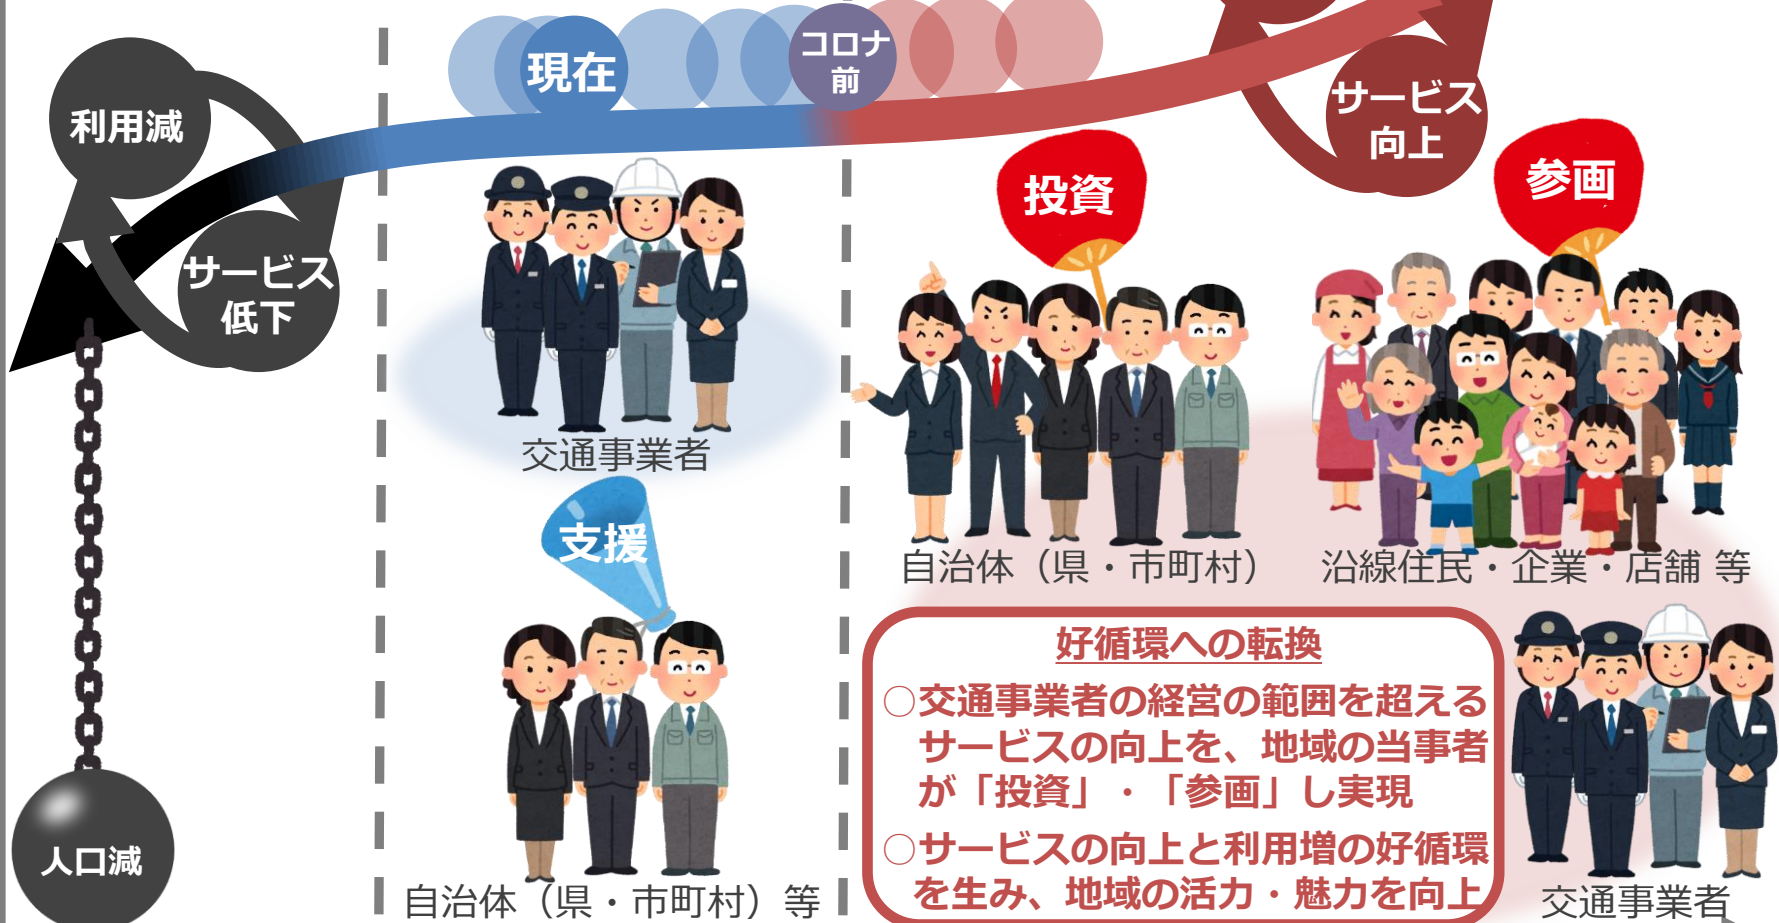 利用減
サービス
低下
人口減
現在
コロナ
前
サービス
向上
交通事業者
支援
自治体（県・市町村）等
投資
自治体（県・市町村）
参画
沿線住民・企業・店舗 等
好循環への転換
○交通事業者の経営の範囲を超える
サービスの向上を、地域の当事者
が「投資」・「参画」し実現
○サービスの向上と利用増の好循環
を生み、地域の活力・魅力を向上
交通事業者